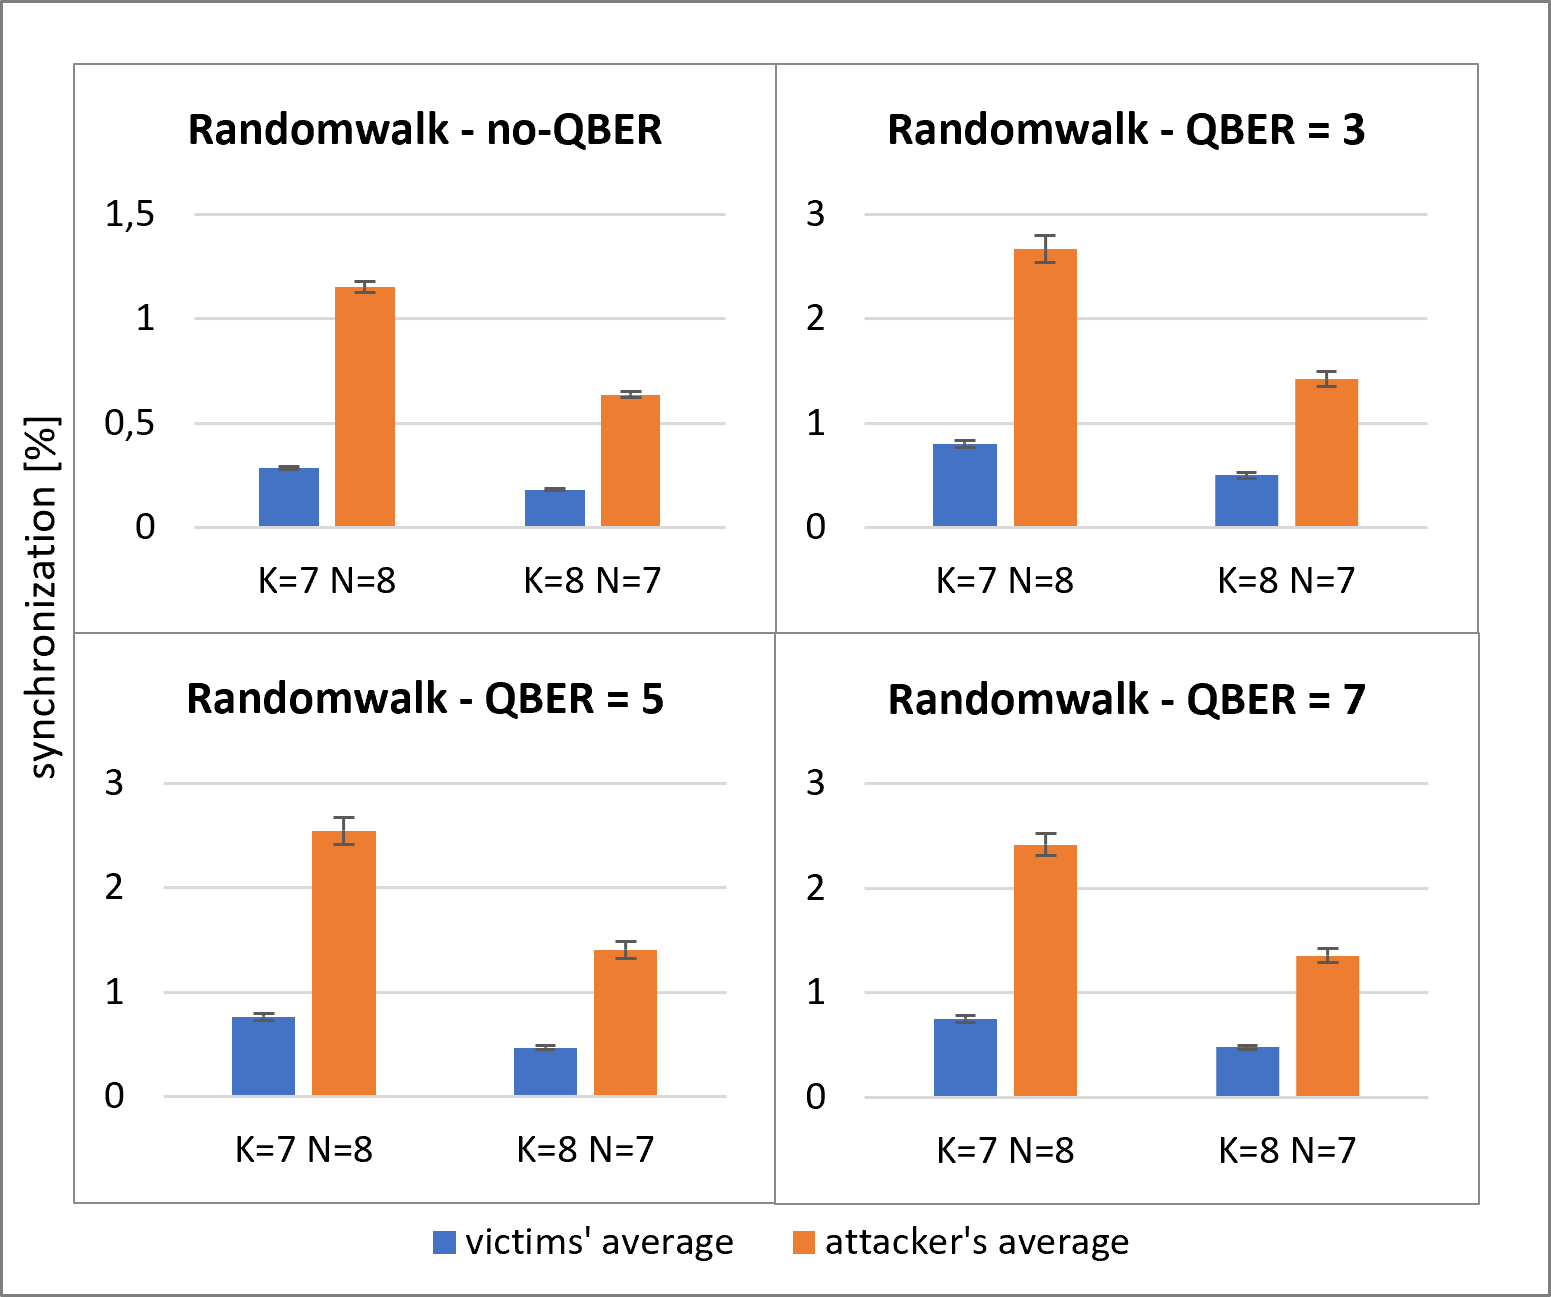 synchronization [%]
Randomwalk - no-QBER
1,5
1
0,5
0
K=7 N=8 K=8 N=7
Randomwalk - QBER = 3
3
2
1
0
K=7 N=8 K=8 N=7
Randomwalk - QBER = 5
3
2
1
0
K=7 N=8 K=8 N=7
Randomwalk - QBER = 7
3
2
1
0
K=7 N=8 K=8 N=7
victims' average attacker's average